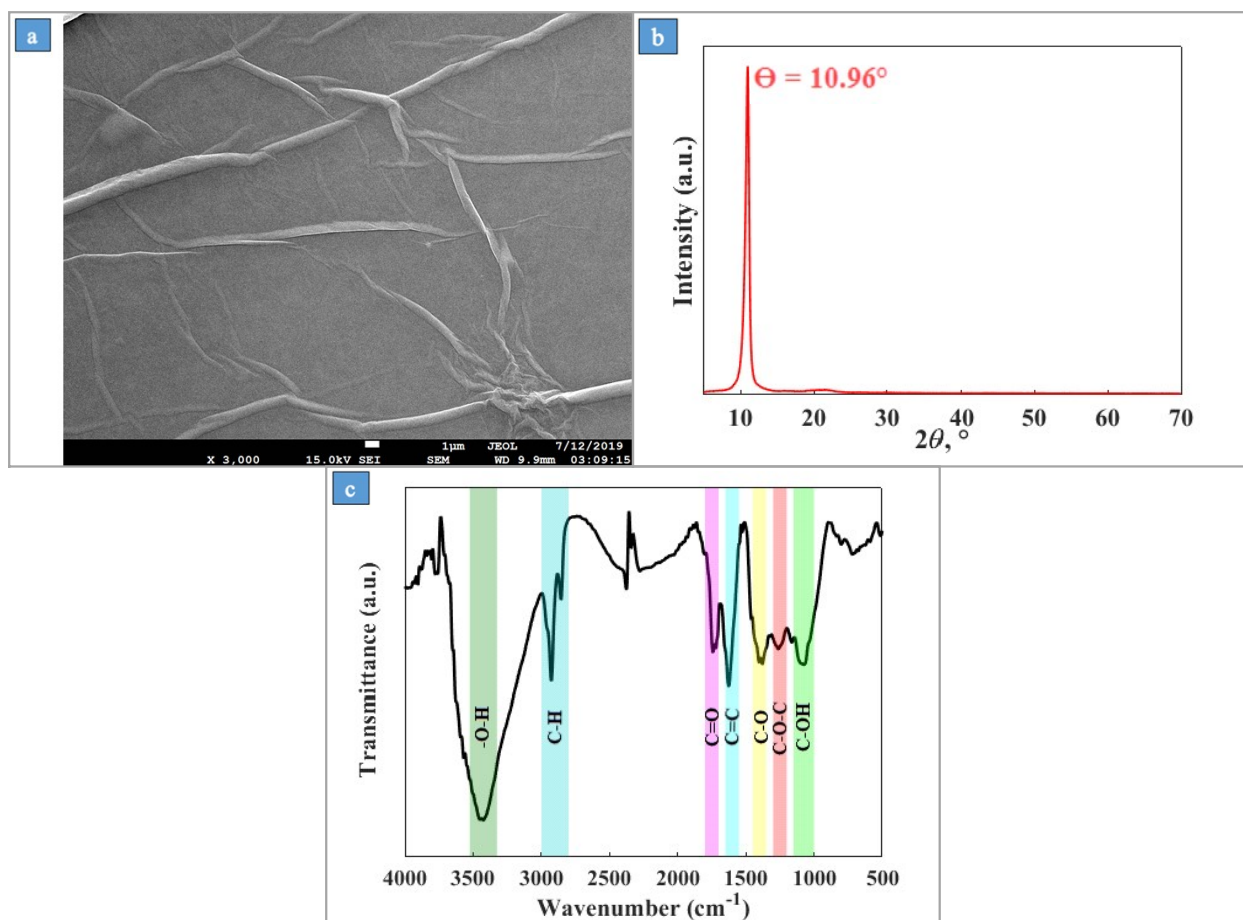 a
1μm JEOL 7/12/2019
X 3,000 15.0kV SEI SEM WD 9.9mm 03:09:15
b
Ɵ = 10.96°
Intensity (a.u.)
10 20 30 40 50 60 70
2θ, °
c
Transmittance (a.u.)
-O-H
C-H
C=O
C=C
C-O
C-O-C
C-OH
4000 3500 3000 2500 2000 1500 1000 500
Wavenumber (cm⁻¹)